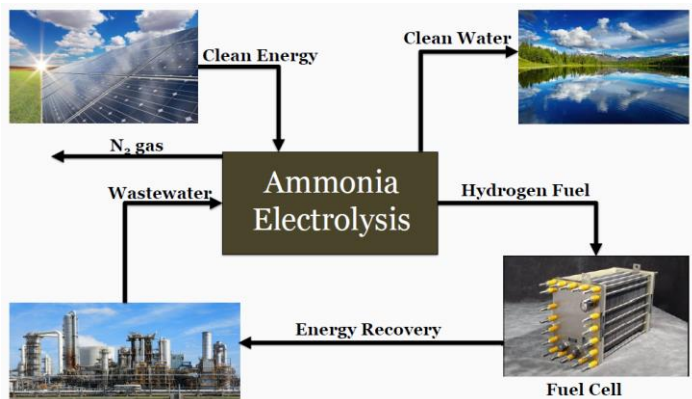 Clean Energy
Clean Water
N₂ gas
Wastewater
Ammonia
Electrolysis
Hydrogen Fuel
Energy Recovery
Fuel Cell